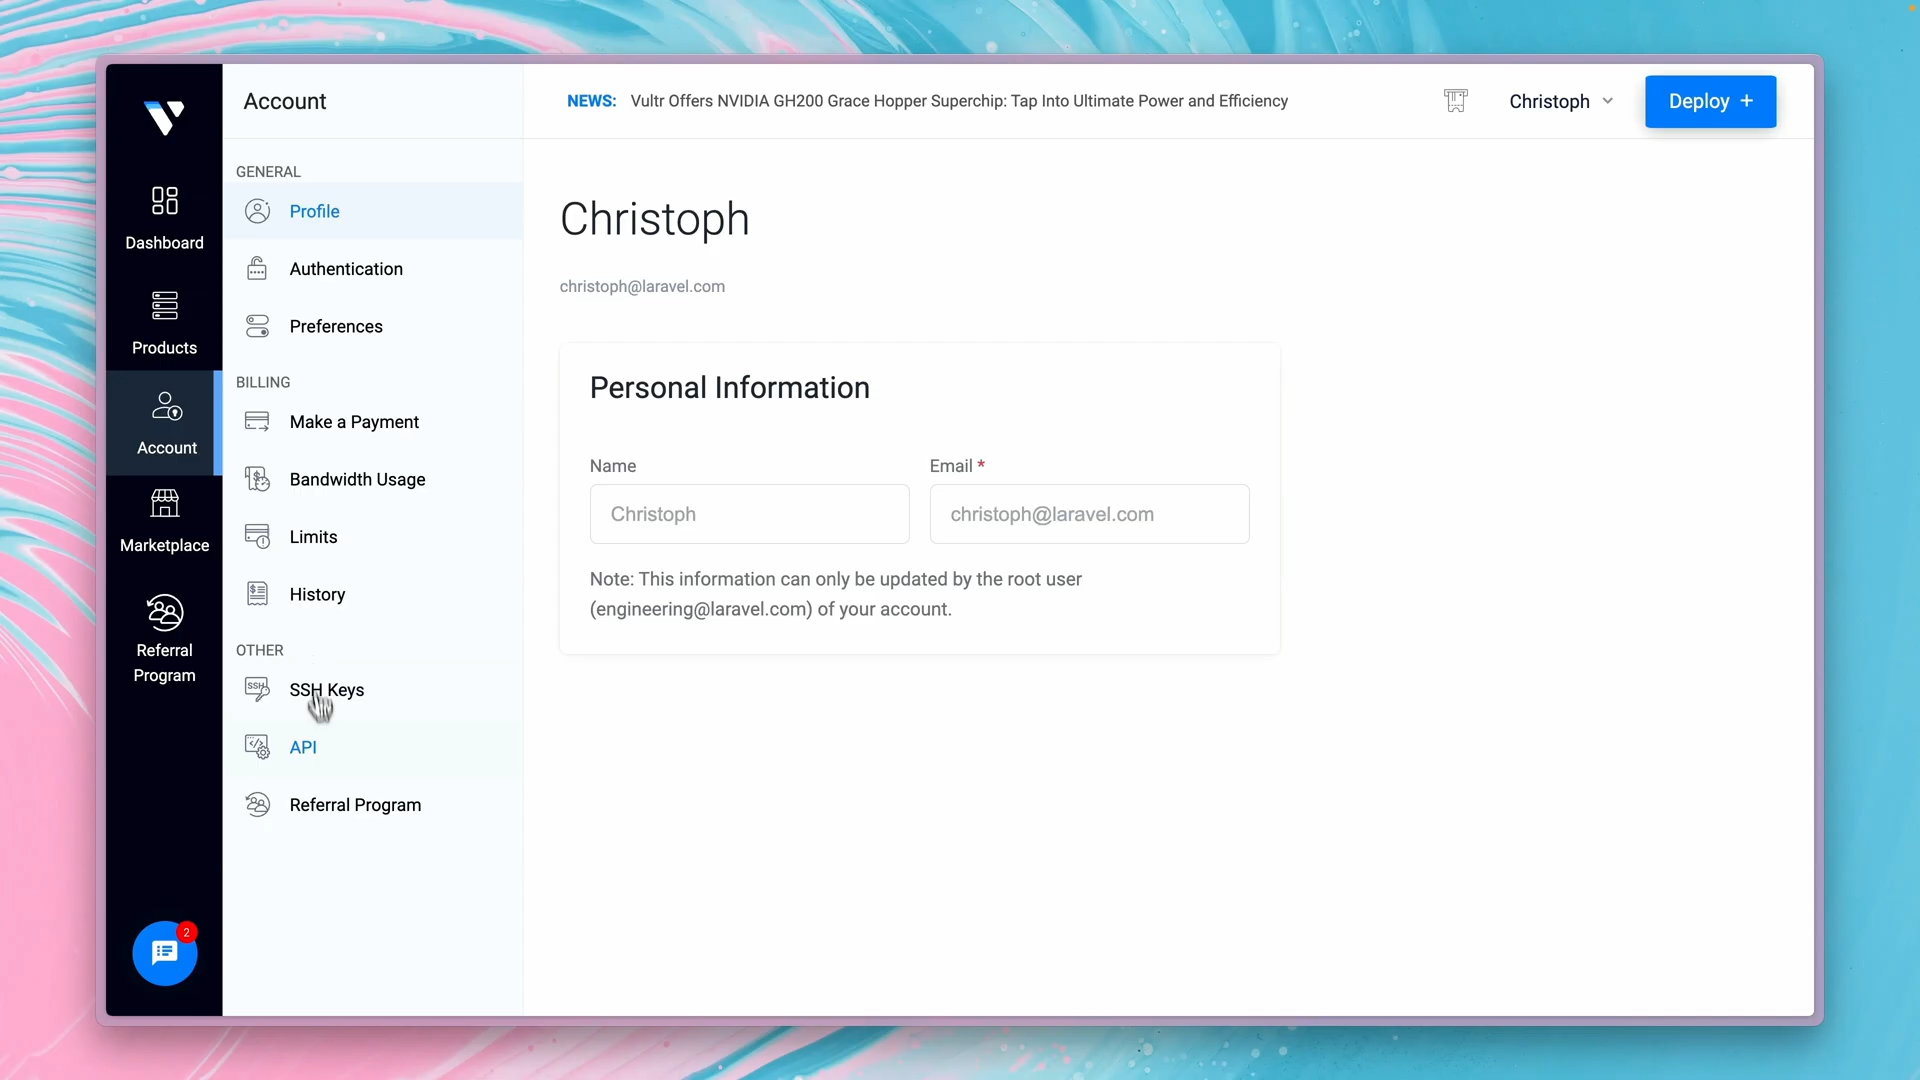 Account
NEWS: Vultr Offers NVIDIA GH200 Grace Hopper Superchip: Tap Into Ultimate Power and Efficiency
Christoph
Deploy +
Dashboard
Products
Account
Marketplace
Referral
Program
2
GENERAL
Profile
Authentication
Preferences
BILLING
Make a Payment
Bandwidth Usage
Limits
History
OTHER
SSH
SSH Keys
API
Referral Program
Christoph
christoph@laravel.com
Personal Information
Name
Email *
Christoph
christoph@laravel.com
Note: This information can only be updated by the root user
(engineering@laravel.com) of your account.